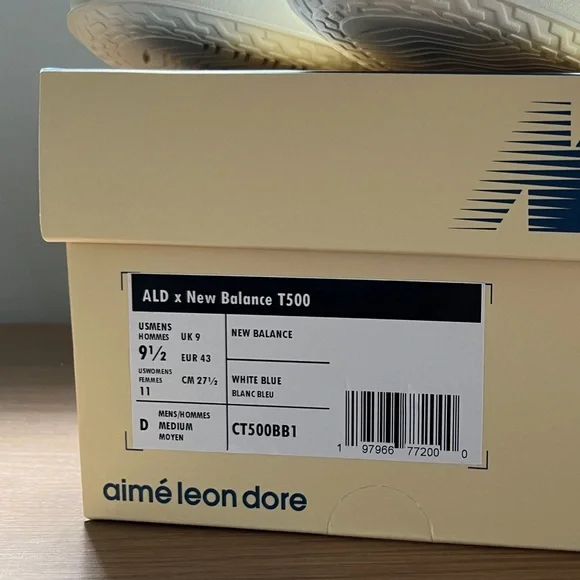 ALD x New Balance T500
USMENS
HOMMES
UK 9
9½
EUR 43
USWOMENS
FEMMES
CM 27½
11
NEW BALANCE
WHITE BLUE
BLANC BLEU
D
MENS/HOMMES
MEDIUM
MOYEN
CT500BB1
1 97966 77200 0
aimé leon dore